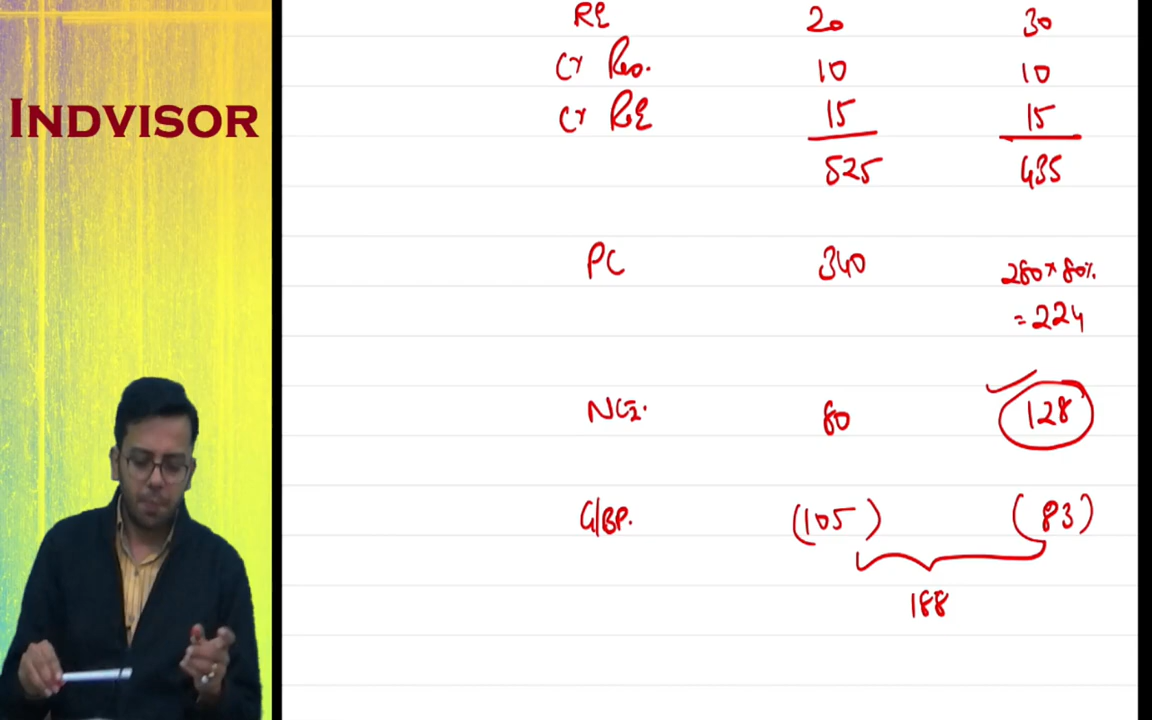 INDVISOR
RE 20 30
Cr Res. 10 10
Cr RE 15 15
525 435
PC 340 280 x 80%
= 224
NCI. 80 128
G/BP. (105) (83)
188